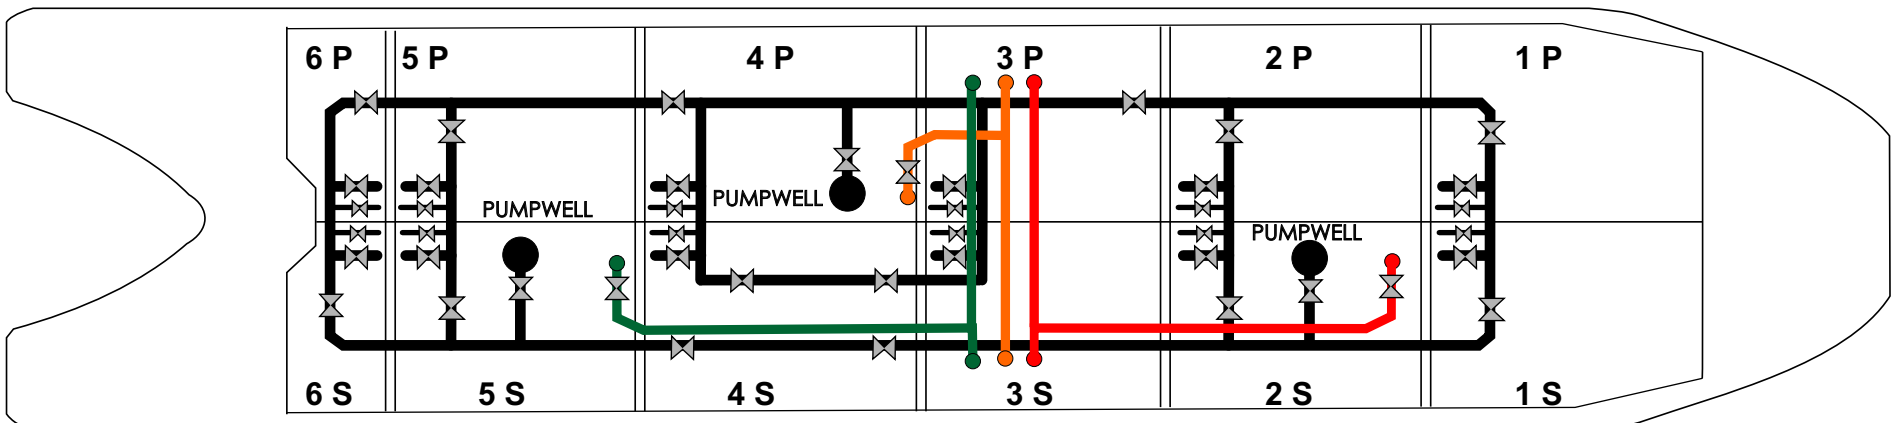 6 P 5 P 4 P 3 P 2 P 1 P
PUMPWELL PUMPWELL PUMPWELL
6 S 5 S 4 S 3 S 2 S 1 S